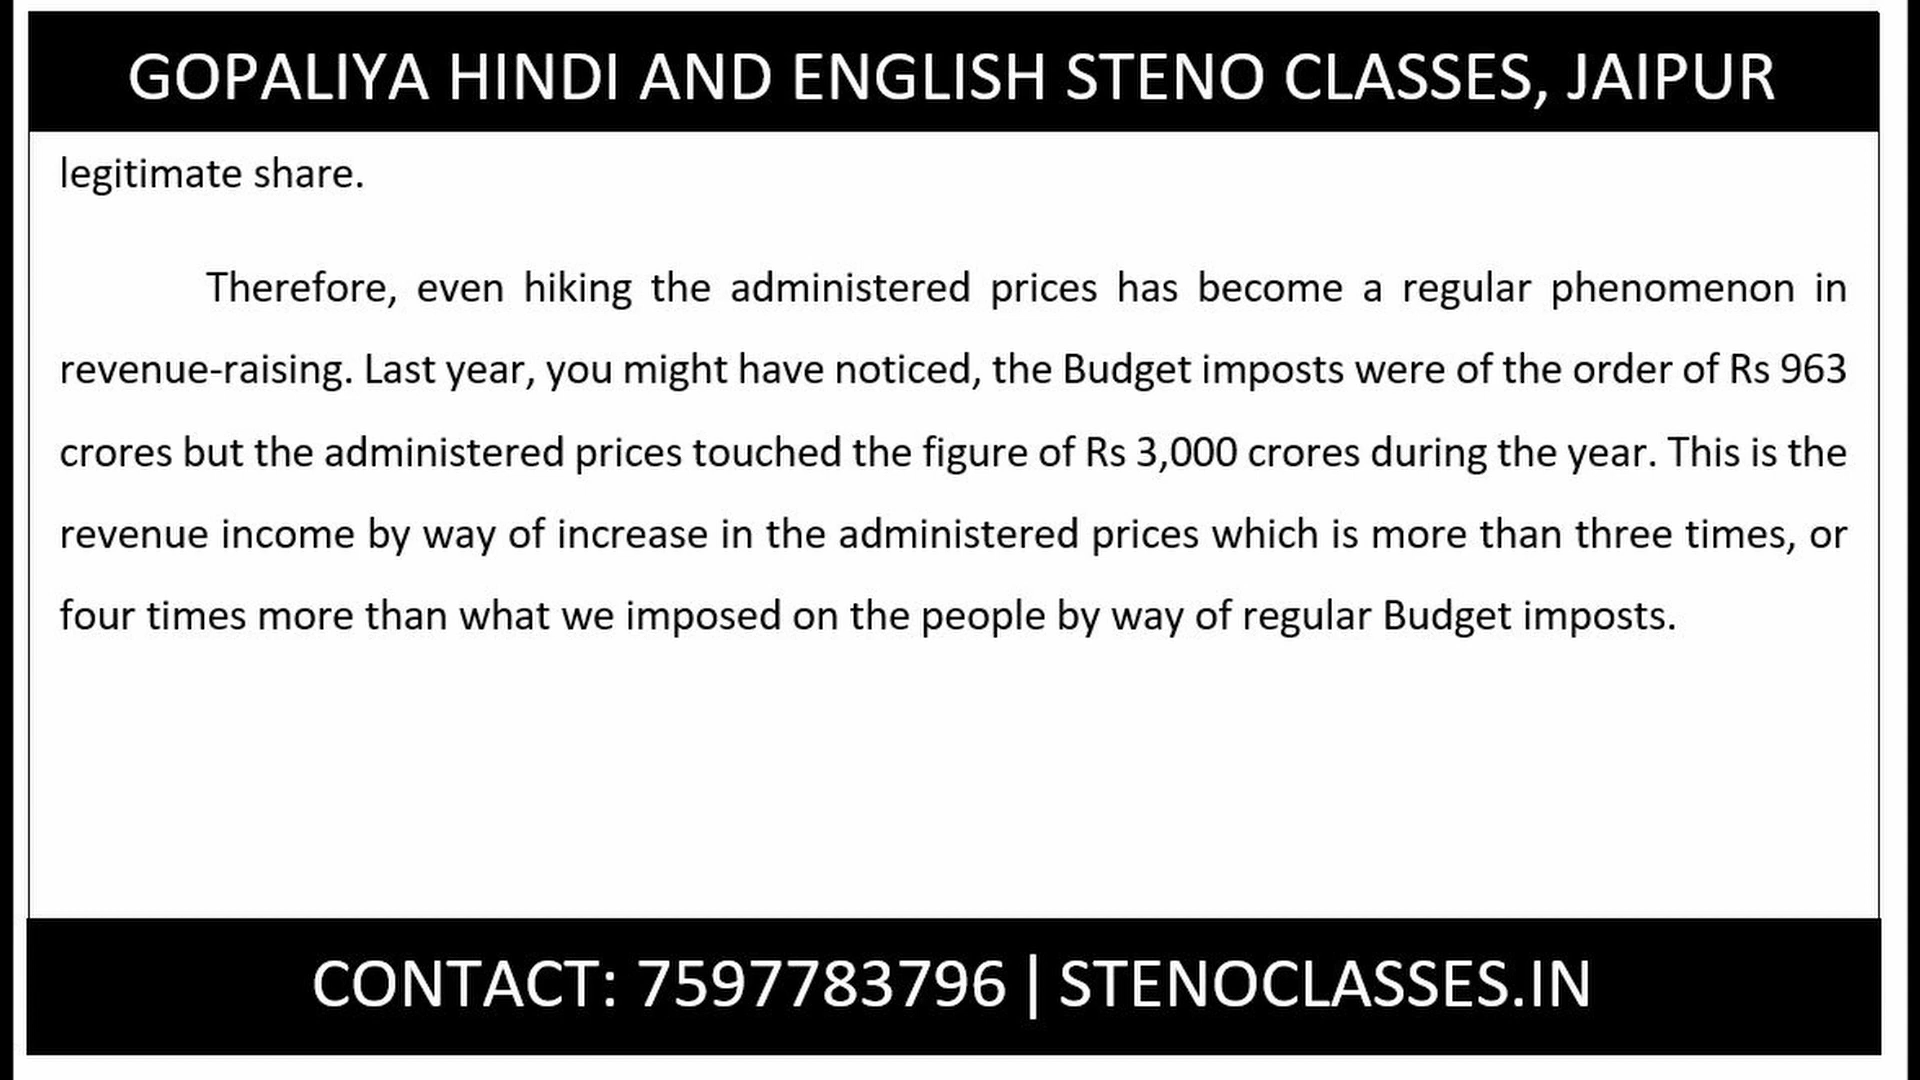 GOPALIYA HINDI AND ENGLISH STENO CLASSES, JAIPUR
legitimate share.
Therefore, even hiking the administered prices has become a regular phenomenon in
revenue-raising. Last year, you might have noticed, the Budget imposts were of the order of Rs 963
crores but the administered prices touched the figure of Rs 3,000 crores during the year. This is the
revenue income by way of increase in the administered prices which is more than three times, or
four times more than what we imposed on the people by way of regular Budget imposts.
CONTACT: 7597783796 | STENOCLASSES.IN